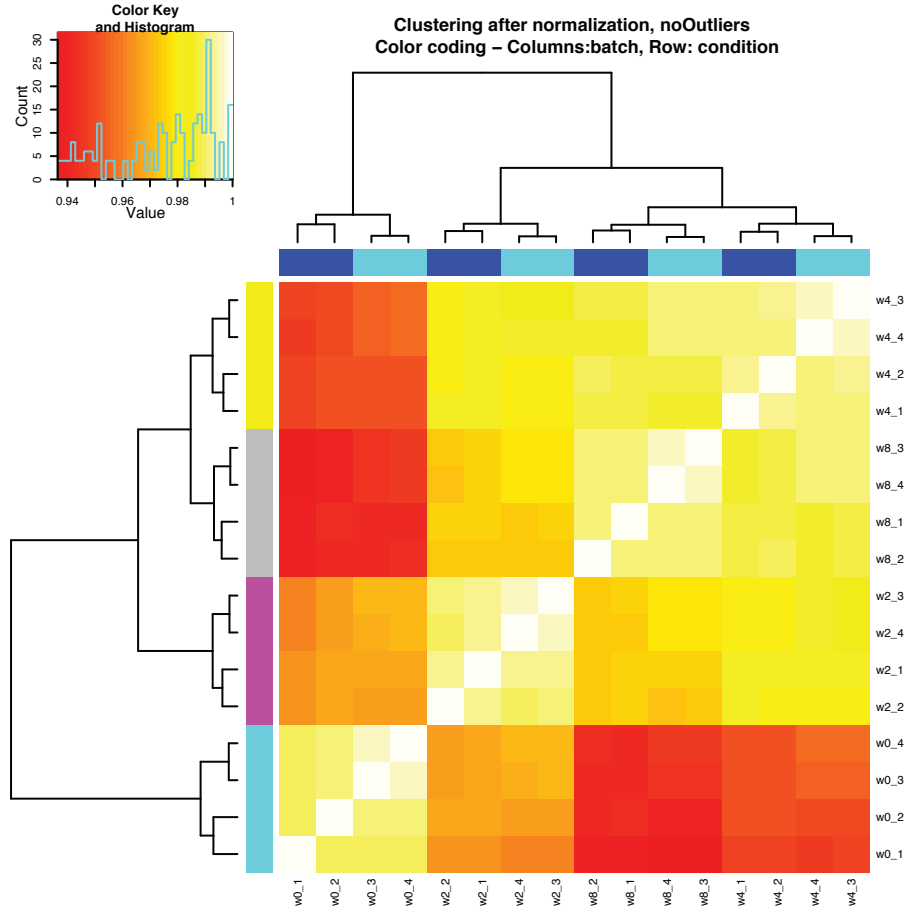 Color Key
and Histogram
Clustering after normalization, noOutliers
Color coding – Columns:batch, Row: condition
Count
0
5
10
15
20
25
30
0.94
0.96
0.98
1
Value
w4_3
w4_4
w4_2
w4_1
w8_3
w8_4
w8_1
w8_2
w2_3
w2_4
w2_1
w2_2
w0_4
w0_3
w0_2
w0_1
w0_1
w0_2
w0_3
w0_4
w2_2
w2_1
w2_4
w2_3
w8_2
w8_1
w8_4
w8_3
w4_1
w4_2
w4_4
w4_3